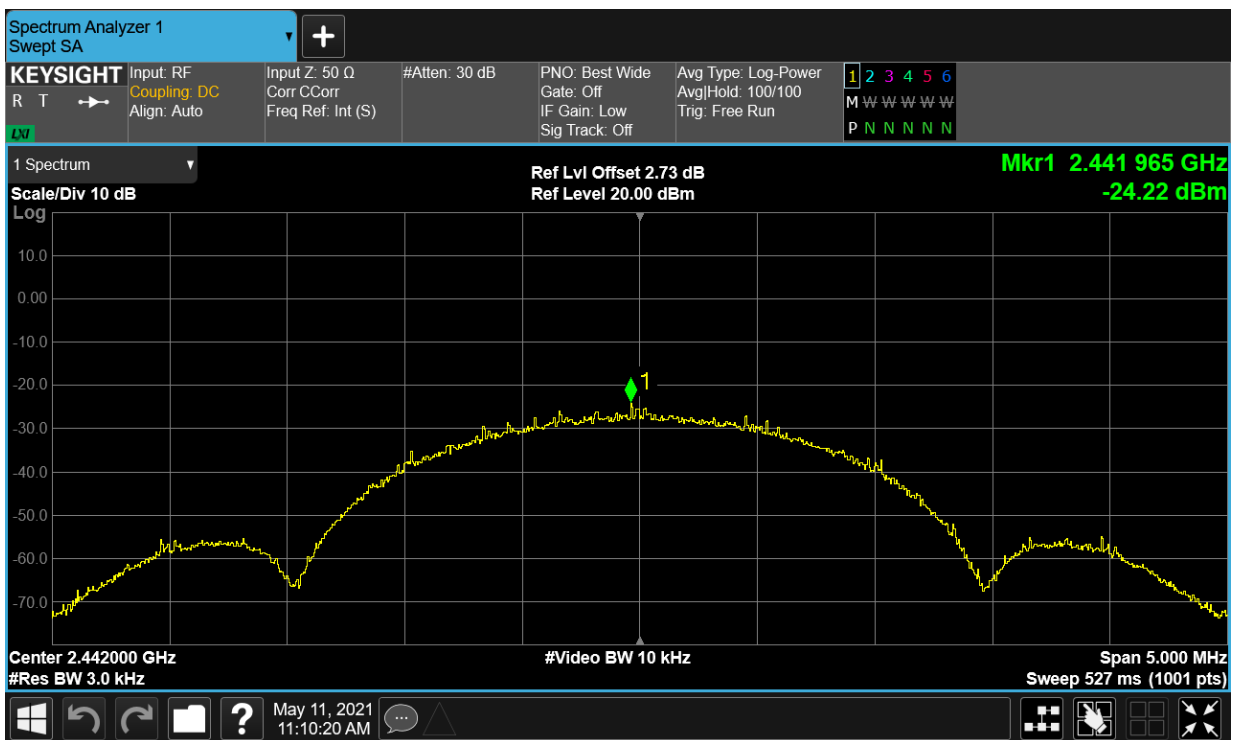 Spectrum Analyzer 1
Swept SA
+
KEYSIGHT
R T
LXI
Input: RF
Coupling: DC
Align: Auto
Input Z: 50 Ω
Corr CCorr
Freq Ref: Int (S)
#Atten: 30 dB
PNO: Best Wide
Gate: Off
IF Gain: Low
Sig Track: Off
Avg Type: Log-Power
Avg|Hold: 100/100
Trig: Free Run
1 2 3 4 5 6
M W W W W W
P N N N N N
1 Spectrum
Scale/Div 10 dB
Log
Ref Lvl Offset 2.73 dB
Ref Level 20.00 dBm
Mkr1 2.441 965 GHz
-24.22 dBm
10.0
0.00
-10.0
-20.0
-30.0
-40.0
-50.0
-60.0
-70.0
1
Center 2.442000 GHz
#Res BW 3.0 kHz
#Video BW 10 kHz
Span 5.000 MHz
Sweep 527 ms (1001 pts)
?
May 11, 2021
11:10:20 AM